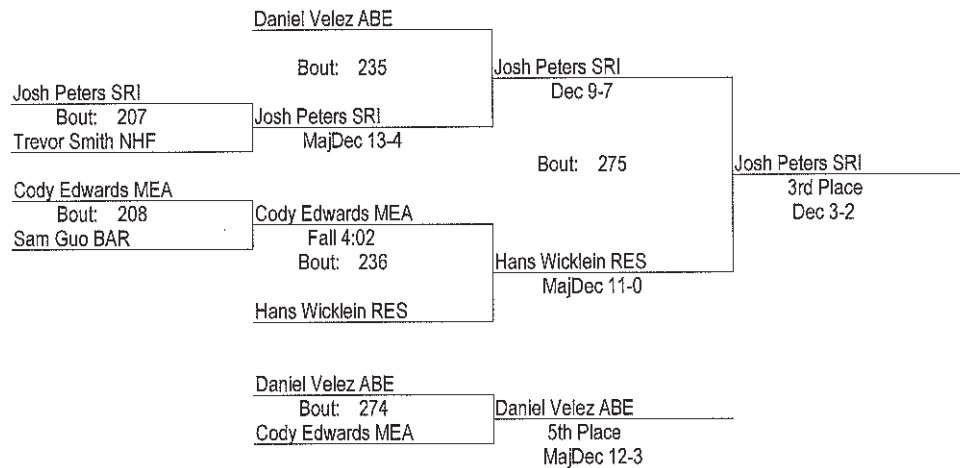 Daniel Velez ABE
Bout: 235
Josh Peters SRI
Dec 9-7
Josh Peters SRI
Bout: 207
Trevor Smith NHF
Josh Peters SRI
MajDec 13-4
Bout: 275
Josh Peters SRI
3rd Place
Dec 3-2
Cody Edwards MEA
Bout: 208
Sam Guo BAR
Cody Edwards MEA
Fall 4:02
Bout: 236
Hans Wicklein RES
MajDec 11-0
Hans Wicklein RES
Daniel Velez ABE
Bout: 274
Cody Edwards MEA
Daniel Velez ABE
5th Place
MajDec 12-3